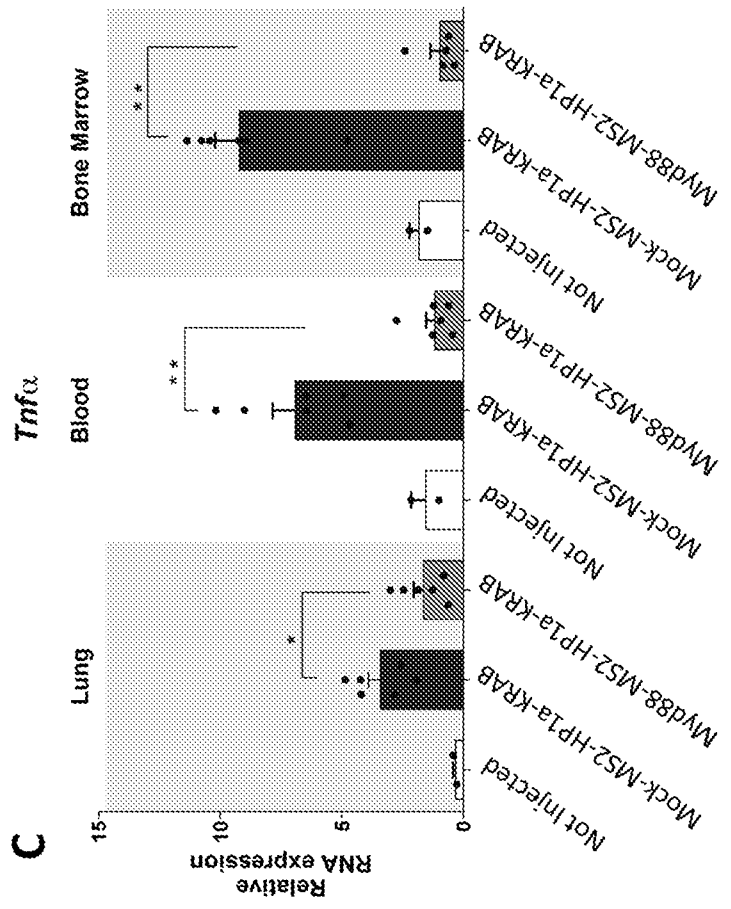 C
Tnfα
Lung
Blood
Bone Marrow
Relative
RNA expression
15
10
5
0
*
* *
* *
Not Injected
Mock-MS2-HP1a-KRAB
Myd88-MS2-HP1a-KRAB
Not Injected
Mock-MS2-HP1a-KRAB
Myd88-MS2-HP1a-KRAB
Not Injected
Mock-MS2-HP1a-KRAB
Myd88-MS2-HP1a-KRAB